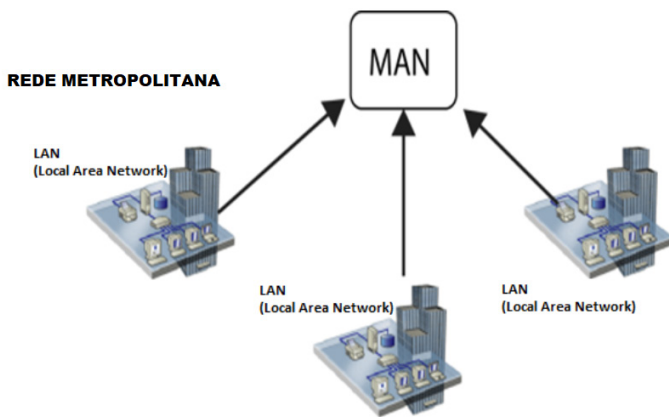 MAN
REDE METROPOLITANA
LAN
(Local Area Network)
LAN
(Local Area Network)
LAN
(Local Area Network)